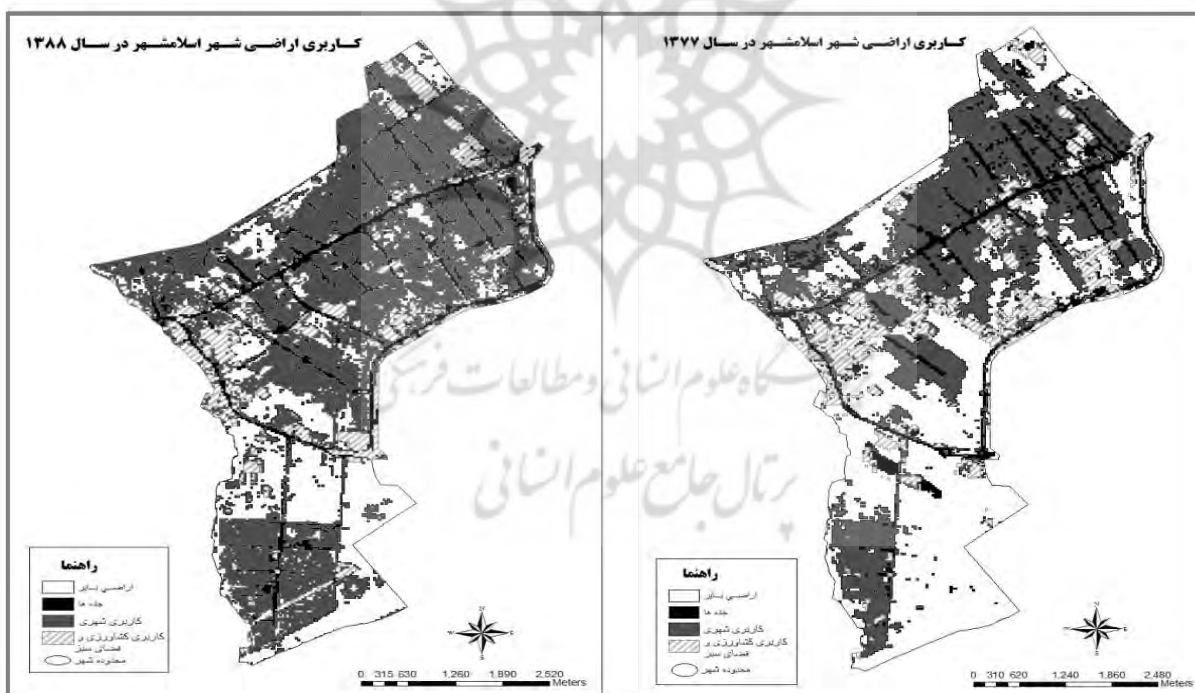 کاربری اراضی شهر اسلامشهر در سال ۱۳۷۷
راهنما
اراضی بایر
جاده ها
کاربری شهری
کاربری کشاورزی و
فضای سبز
محدوده شهر
N
W
E
S
0 310 620 1,240 1,860 2,480
Meters
کاربری اراضی شهر اسلامشهر در سال ۱۳۸۸
راهنما
اراضی بایر
جاده ها
کاربری شهری
کاربری کشاورزی و
فضای سبز
محدوده شهر
N
W
E
S
0 315 630 1,260 1,890 2,520
Meters
پژوهشگاه علوم انسانی و مطالعات فرهنگی
پرتال جامع علوم انسانی